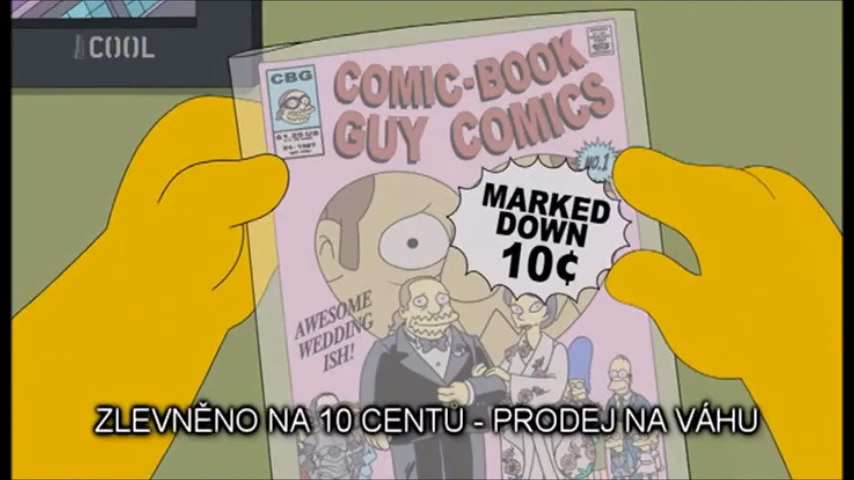 COOL
CBG
COMIC-BOOK
GUY COMICS
NO.1
MARKED
DOWN
10¢
AWESOME
WEDDING
ISH!
ZLEVNĚNO NA 10 CENTŮ - PRODEJ NA VÁHU